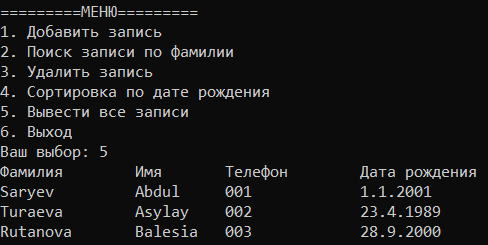 =========МЕНЮ=========
1. Добавить запись
2. Поиск записи по фамилии
3. Удалить запись
4. Сортировка по дате рождения
5. Вывести все записи
6. Выход
Ваш выбор: 5
Фамилия Имя Телефон Дата рождения
Saryev Abdul 001 1.1.2001
Turaeva Asylay 002 23.4.1989
Rutanova Balesia 003 28.9.2000